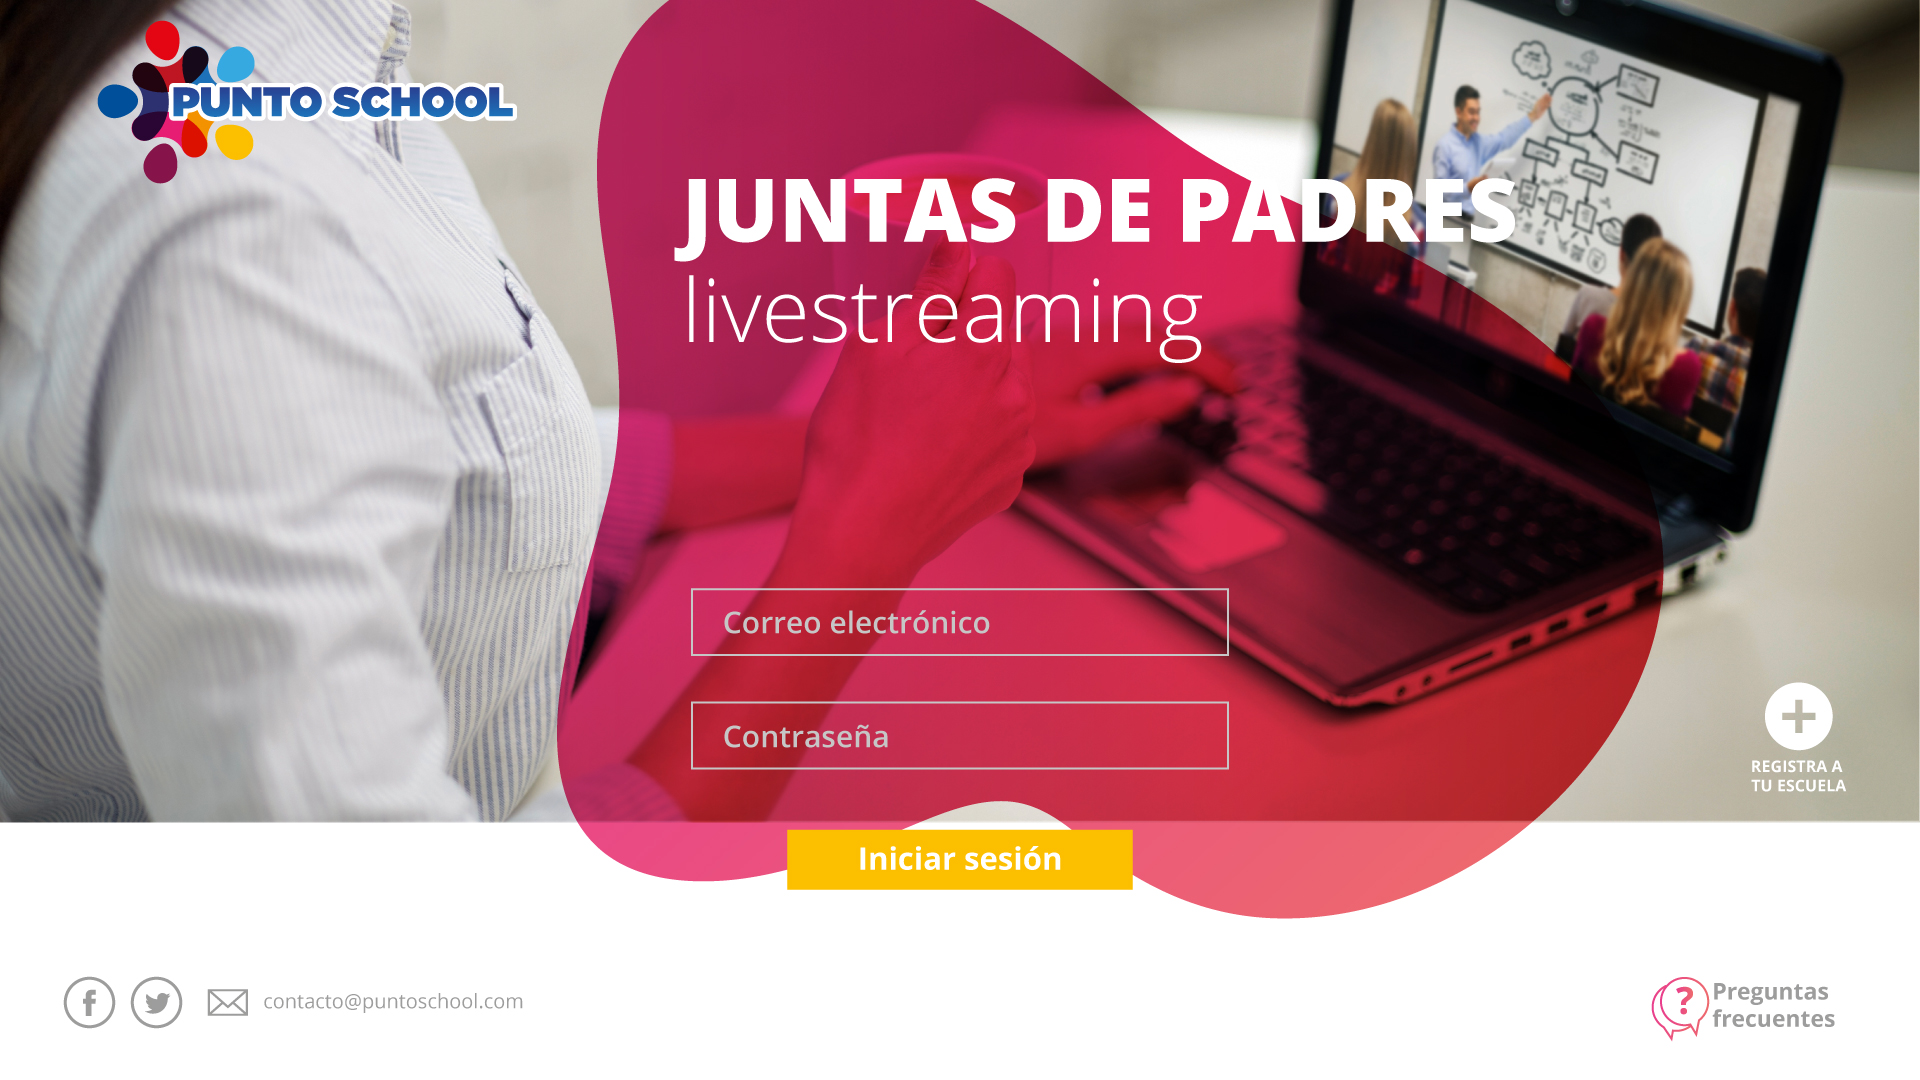 PUNTO SCHOOL
JUNTAS DE PADRES
livestreaming
Correo electrónico
Contraseña
REGISTRA A
TU ESCUELA
Iniciar sesión
contacto@puntoschool.com
Preguntas
frecuentes